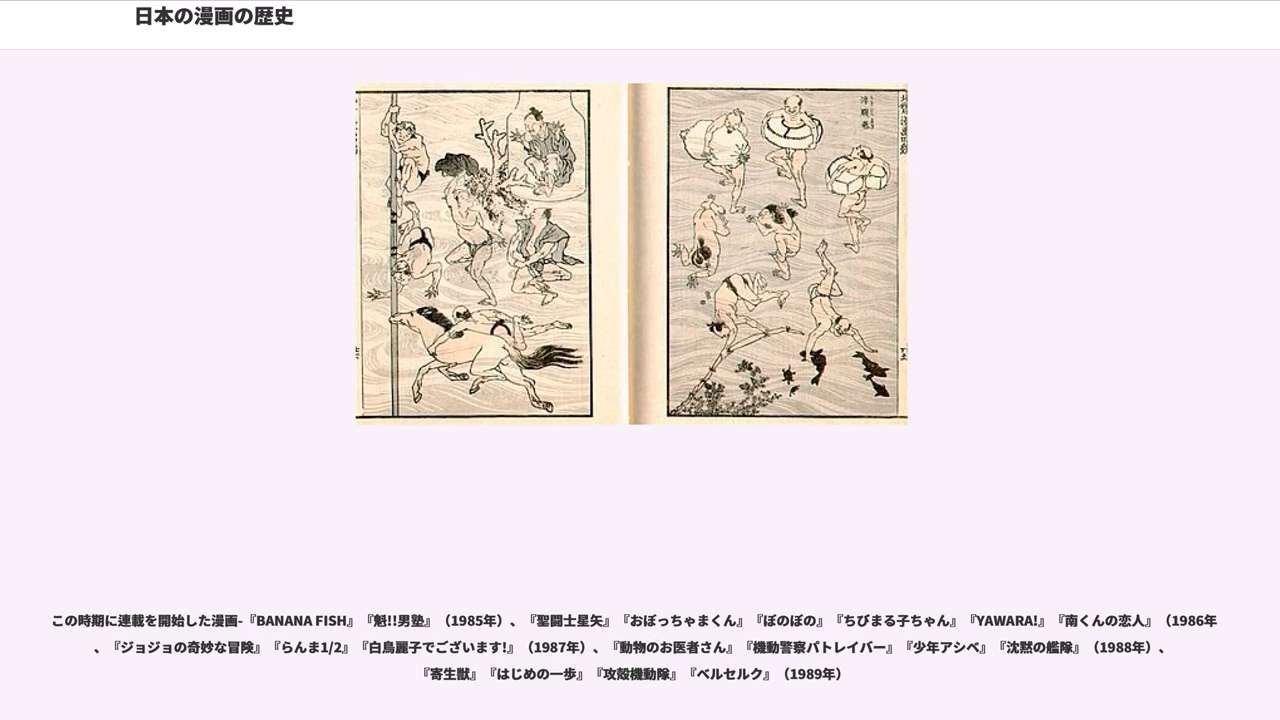 日本の漫画の歴史
この時期に連載を開始した漫画-『BANANA FISH』『魁!!男塾』（1985年）、『聖闘士星矢』『おぼっちゃまくん』『ぼのぼの』『ちびまる子ちゃん』『YAWARA!』『南くんの恋人』（1986年
、『ジョジョの奇妙な冒険』『らんま1/2』『白鳥麗子でございます!』（1987年）、『動物のお医者さん』『機動警察パトレイバー』『少年アシベ』『沈黙の艦隊』（1988年）、
『寄生獣』『はじめの一歩』『攻殻機動隊』『ベルセルク』（1989年）